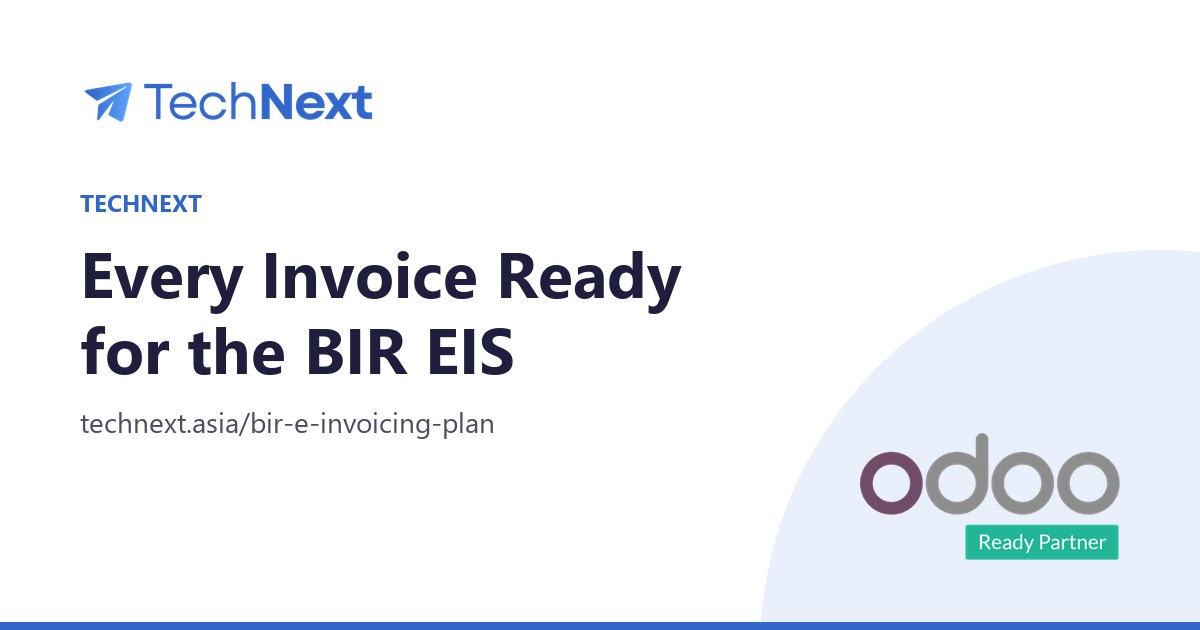 TechNext
TECHNEXT
Every Invoice Ready
for the BIR EIS
technext.asia/bir-e-invoicing-plan
odoo
Ready Partner